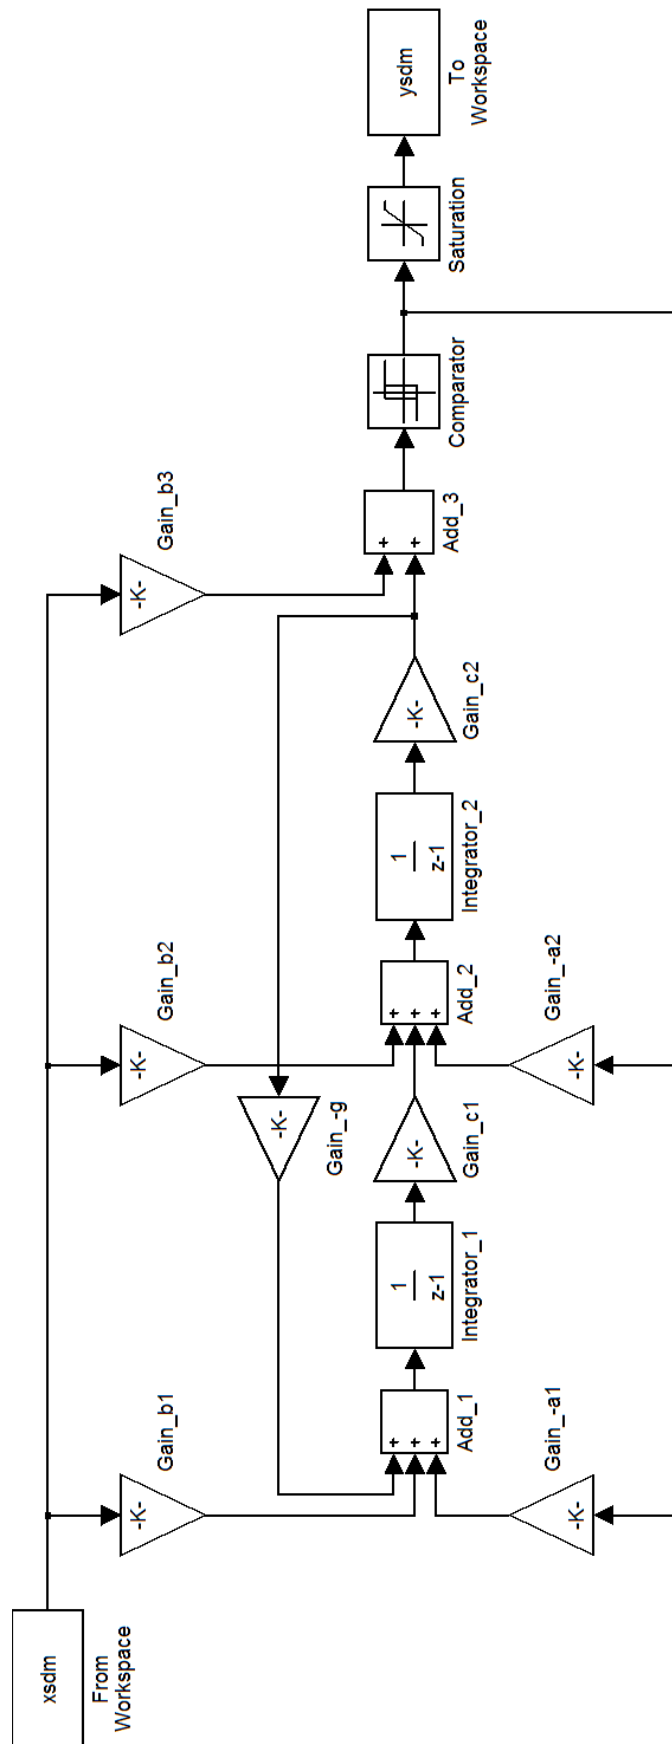 xsdm
From
Workspace
-K-
Gain_b1
-K-
Gain_b2
-K-
Gain_b3
-K-
Gain_-g
+
+
+
Add_1
1
z-1
Integrator_1
-K-
Gain_c1
+
+
+
Add_2
1
z-1
Integrator_2
-K-
Gain_c2
+
+
Add_3
Comparator
Saturation
ysdm
To
Workspace
-K-
Gain_-a1
-K-
Gain_-a2